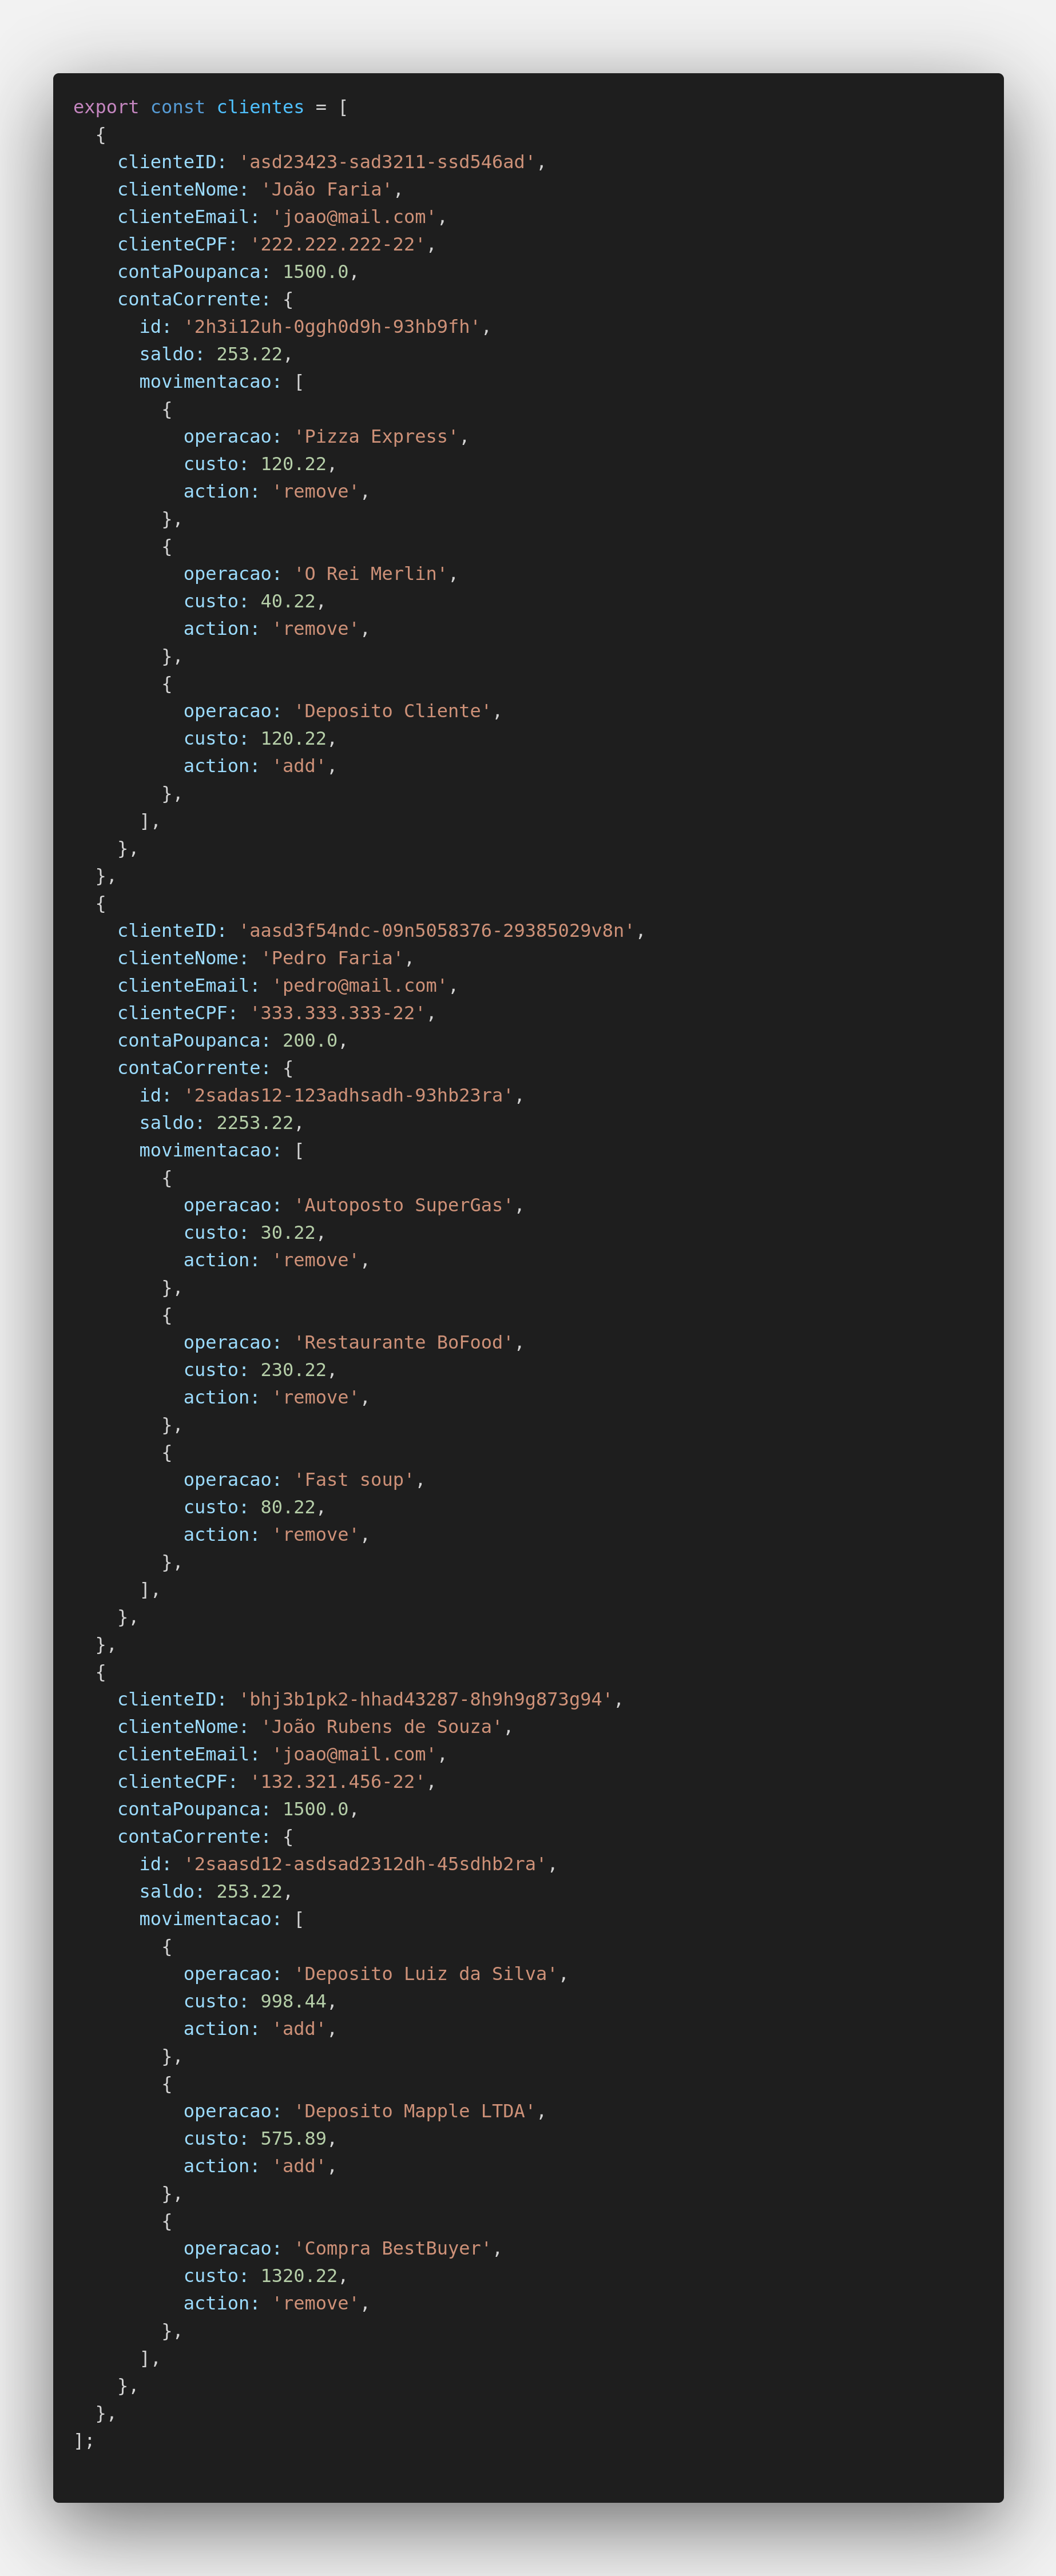 export const clientes = [
  {
    clienteID: 'asd23423-sad3211-ssd546ad',
    clienteNome: 'João Faria',
    clienteEmail: 'joao@mail.com',
    clienteCPF: '222.222.222-22',
    contaPoupanca: 1500.0,
    contaCorrente: {
      id: '2h3i12uh-0ggh0d9h-93hb9fh',
      saldo: 253.22,
      movimentacao: [
        {
          operacao: 'Pizza Express',
          custo: 120.22,
          action: 'remove',
        },
        {
          operacao: 'O Rei Merlin',
          custo: 40.22,
          action: 'remove',
        },
        {
          operacao: 'Deposito Cliente',
          custo: 120.22,
          action: 'add',
        },
      ],
    },
  },
  {
    clienteID: 'aasd3f54ndc-09n5058376-29385029v8n',
    clienteNome: 'Pedro Faria',
    clienteEmail: 'pedro@mail.com',
    clienteCPF: '333.333.333-22',
    contaPoupanca: 200.0,
    contaCorrente: {
      id: '2sadas12-123adhsadh-93hb23ra',
      saldo: 2253.22,
      movimentacao: [
        {
          operacao: 'Autoposto SuperGas',
          custo: 30.22,
          action: 'remove',
        },
        {
          operacao: 'Restaurante BoFood',
          custo: 230.22,
          action: 'remove',
        },
        {
          operacao: 'Fast soup',
          custo: 80.22,
          action: 'remove',
        },
      ],
    },
  },
  {
    clienteID: 'bhj3b1pk2-hhad43287-8h9h9g873g94',
    clienteNome: 'João Rubens de Souza',
    clienteEmail: 'joao@mail.com',
    clienteCPF: '132.321.456-22',
    contaPoupanca: 1500.0,
    contaCorrente: {
      id: '2saasd12-asdsad2312dh-45sdhb2ra',
      saldo: 253.22,
      movimentacao: [
        {
          operacao: 'Deposito Luiz da Silva',
          custo: 998.44,
          action: 'add',
        },
        {
          operacao: 'Deposito Mapple LTDA',
          custo: 575.89,
          action: 'add',
        },
        {
          operacao: 'Compra BestBuyer',
          custo: 1320.22,
          action: 'remove',
        },
      ],
    },
  },
];